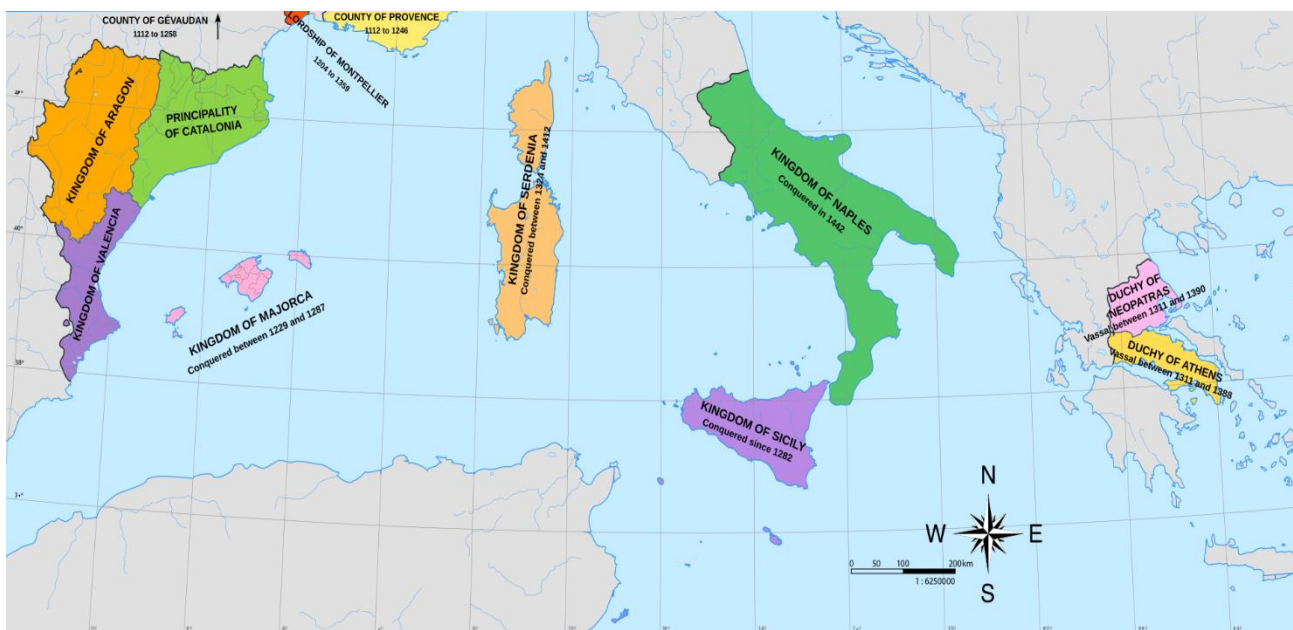 COUNTY OF GÉVAUDAN
1112 to 1258
LORDSHIP OF MONTPELLIER
1204 to 1359
COUNTY OF PROVENCE
1112 to 1246
KINGDOM OF ARAGON
PRINCIPALITY
OF CATALONIA
KINGDOM OF VALENCIA
KINGDOM OF MAJORCA
Conquered between 1229 and 1287
KINGDOM OF SERDENIA
Conquered between 1324 and 1412
KINGDOM OF NAPLES
Conquered in 1442
KINGDOM OF SICILY
Conquered since 1282
DUCHY OF
NEOPATRAS
Vassal between 1311 and 1390
DUCHY OF ATHENS
Vassal between 1311 and 1388
N
W E
S
0 50 100 200km
1 : 6250000